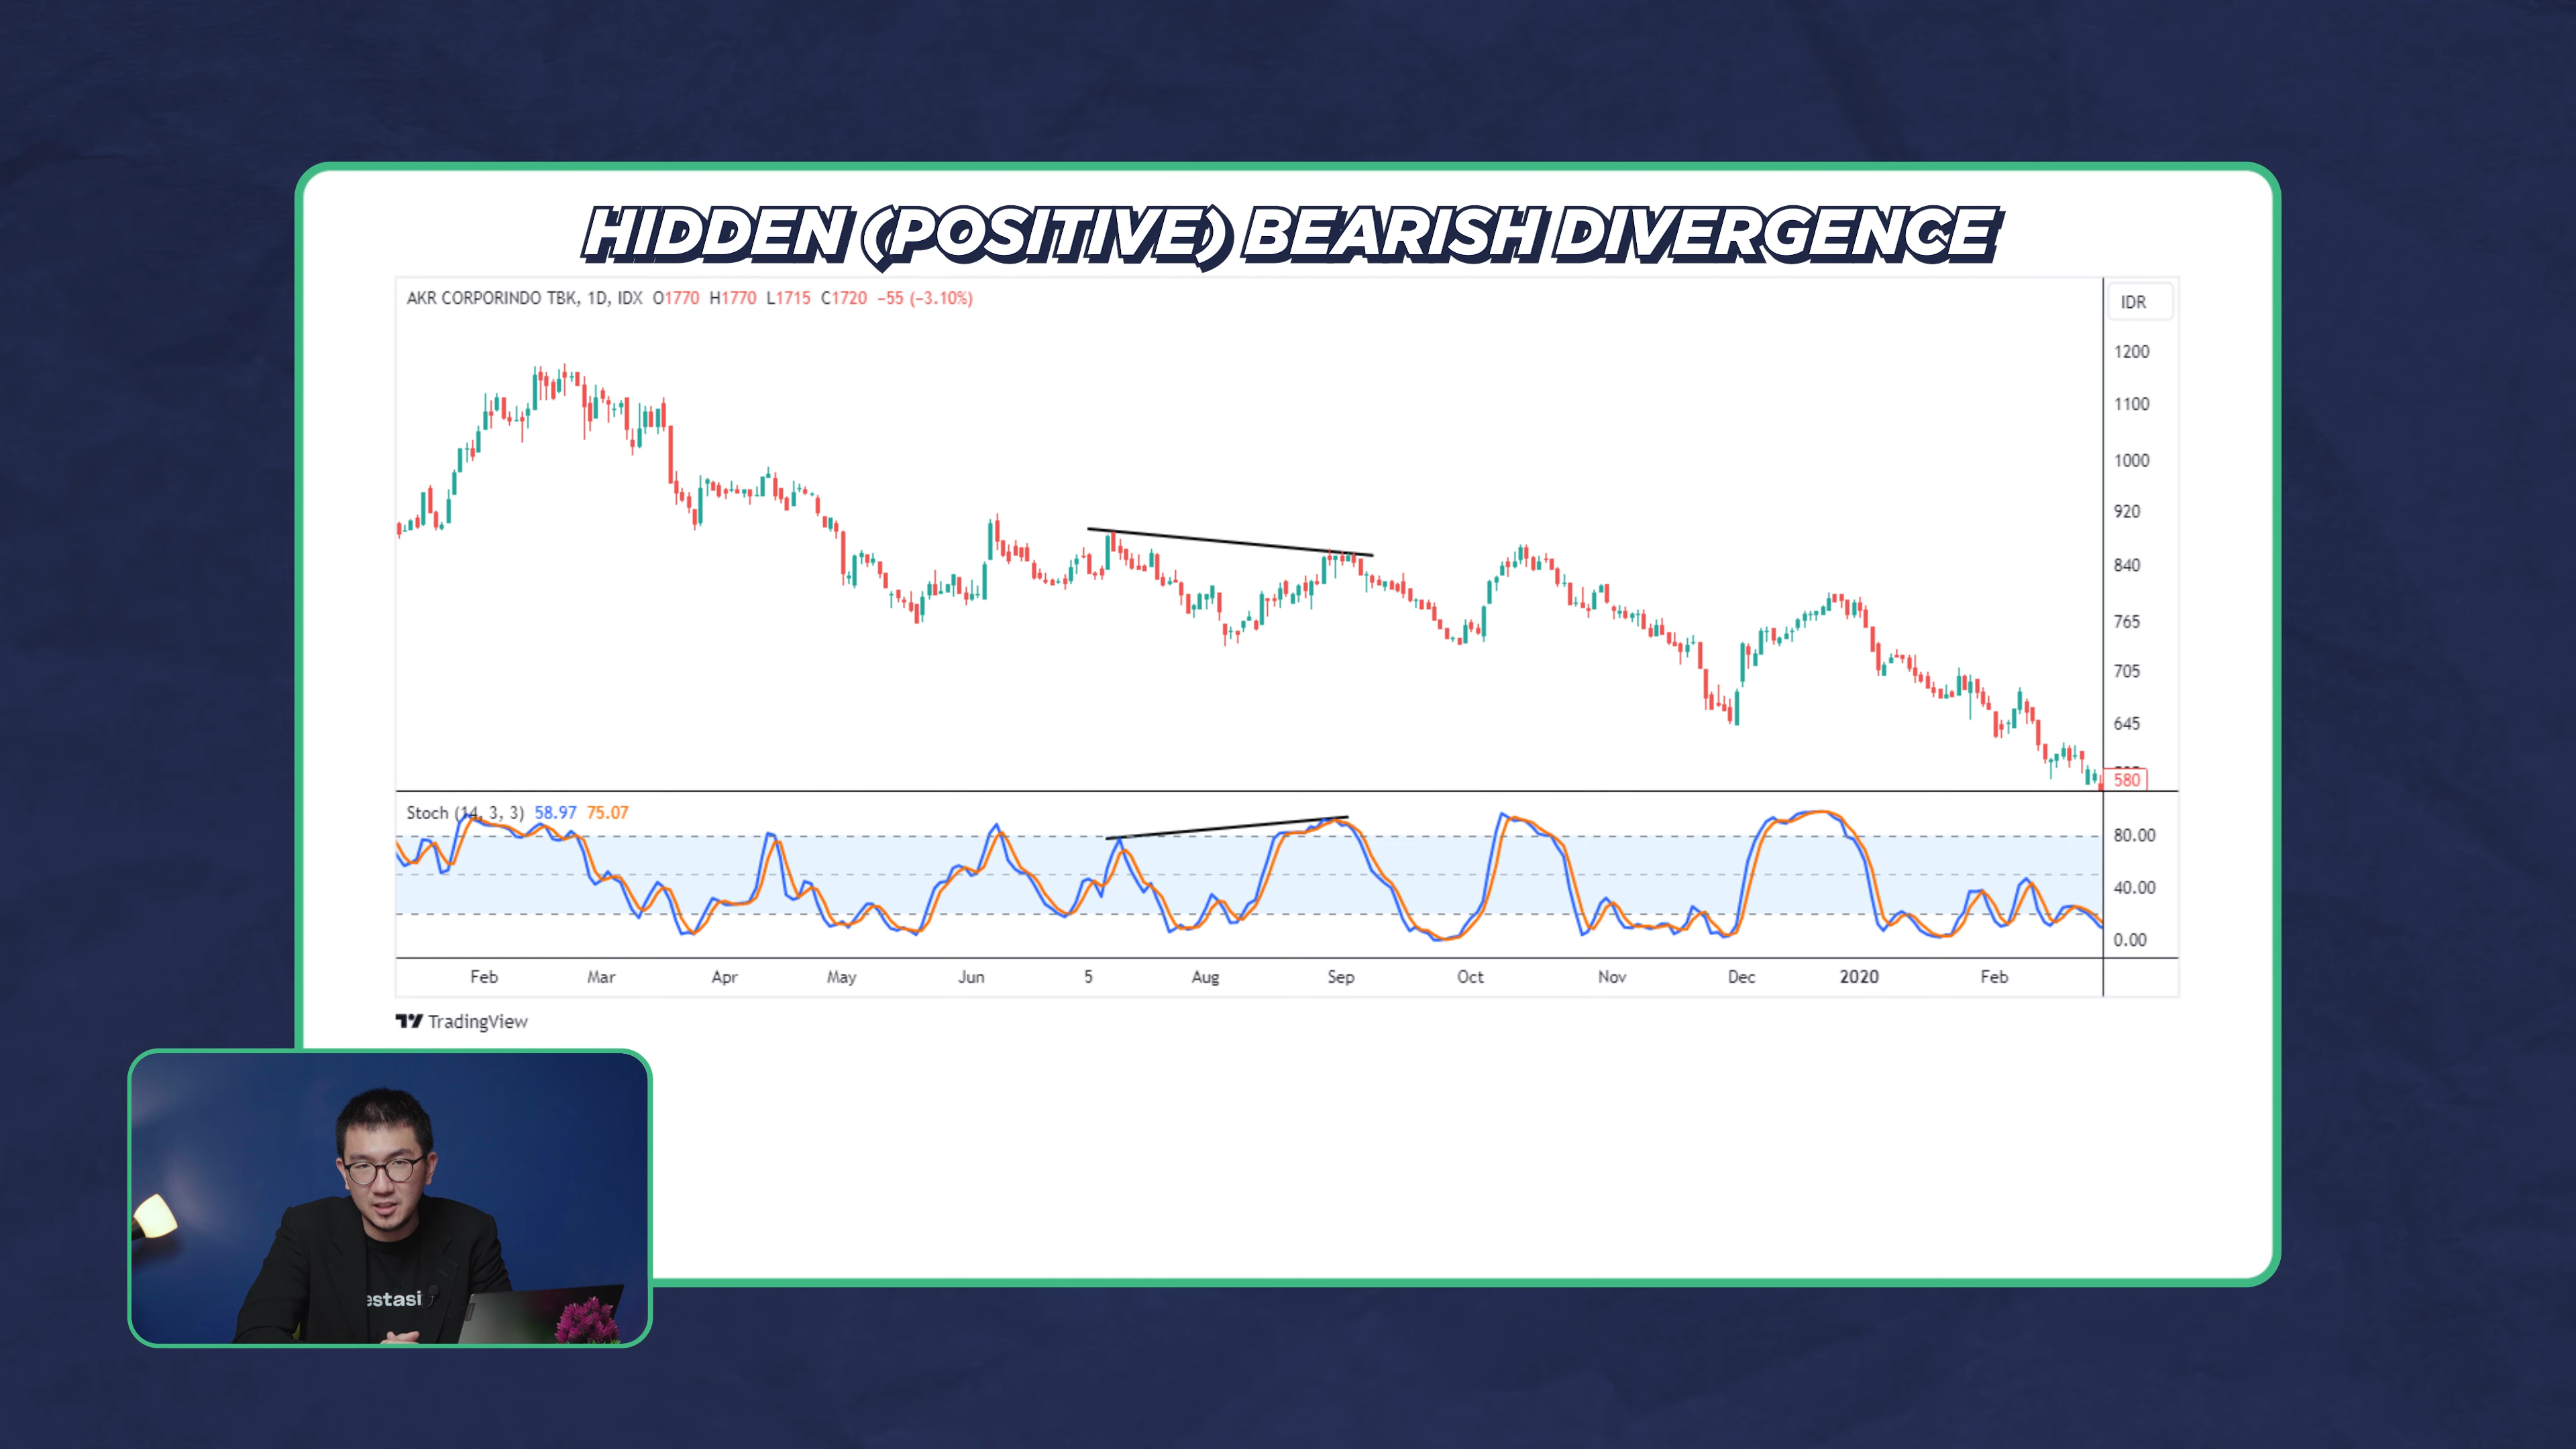 HIDDEN (POSITIVE) BEARISH DIVERGENCE
AKR CORPORINDO TBK, 1D, IDX O1770 H1770 L1715 C1720 −55 (−3.10%)
IDR
1200
1100
1000
920
840
765
705
645
580
Stoch (14, 3, 3) 58.97 75.07
80.00
40.00
0.00
Feb Mar Apr May Jun 5 Aug Sep Oct Nov Dec 2020 Feb
TradingView
estasi